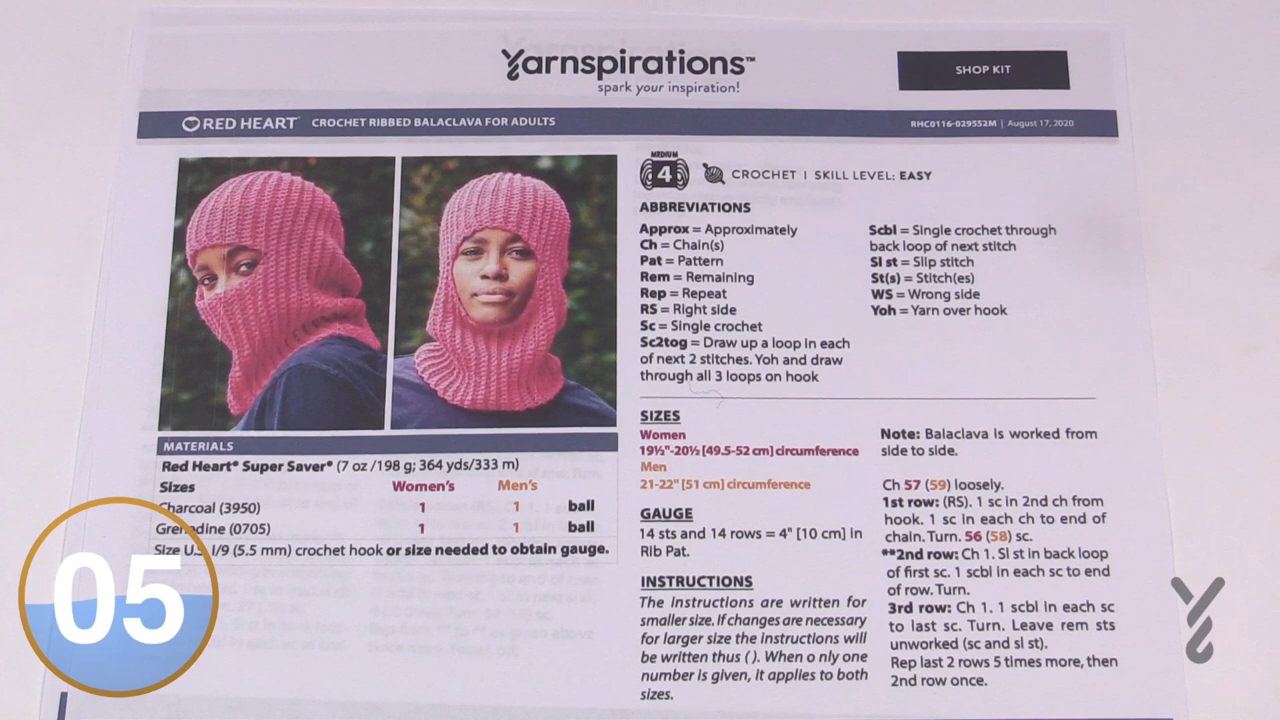 Yarnspirations™
spark your inspiration!
SHOP KIT
RED HEART® CROCHET RIBBED BALACLAVA FOR ADULTS
RHC0116-029552M | August 17, 2020
MEDIUM
4
CROCHET I SKILL LEVEL: EASY
ABBREVIATIONS
Approx = Approximately
Ch = Chain(s)
Pat = Pattern
Rem = Remaining
Rep = Repeat
RS = Right side
Sc = Single crochet
Sc2tog = Draw up a loop in each
of next 2 stitches. Yoh and draw
through all 3 loops on hook
Scbl = Single crochet through
back loop of next stitch
Sl st = Slip stitch
St(s) = Stitch(es)
WS = Wrong side
Yoh = Yarn over hook
MATERIALS
Red Heart® Super Saver® (7 oz /198 g; 364 yds/333 m)
Sizes Women's Men's
Charcoal (3950) 1 1 ball
Grenadine (0705) 1 1 ball
Size U.S. I/9 (5.5 mm) crochet hook or size needed to obtain gauge.
SIZES
Women
19½"-20½ [49.5-52 cm] circumference
Men
21-22" [51 cm] circumference
GAUGE
14 sts and 14 rows = 4" [10 cm] in
Rib Pat.
INSTRUCTIONS
The instructions are written for
smaller size. If changes are necessary
for larger size the instructions will
be written thus ( ). When o nly one
number is given, it applies to both
sizes.
Note: Balaclava is worked from
side to side.
Ch 57 (59) loosely.
1st row: (RS). 1 sc in 2nd ch from
hook. 1 sc in each ch to end of
chain. Turn. 56 (58) sc.
**2nd row: Ch 1. Sl st in back loop
of first sc. 1 scbl in each sc to end
of row. Turn.
3rd row: Ch 1. 1 scbl in each sc
to last sc. Turn. Leave rem sts
unworked (sc and sl st).
Rep last 2 rows 5 times more, then
2nd row once.
05